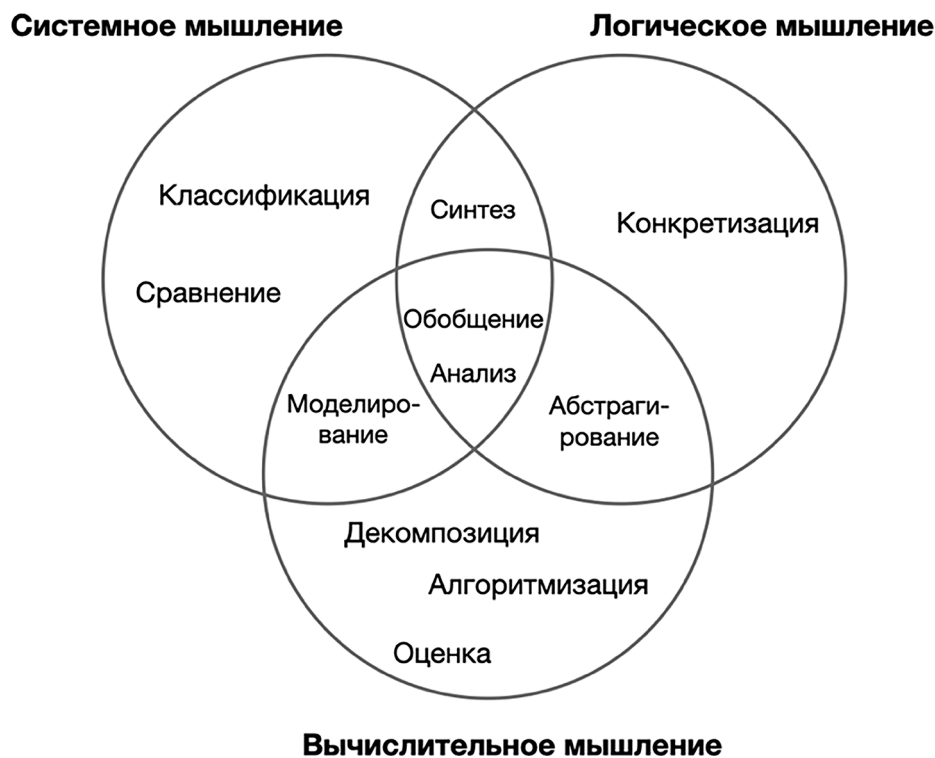 Системное мышление
Логическое мышление
Классификация
Синтез
Конкретизация
Сравнение
Обобщение
Анализ
Моделиро-
вание
Абстраги-
рование
Декомпозиция
Алгоритмизация
Оценка
Вычислительное мышление